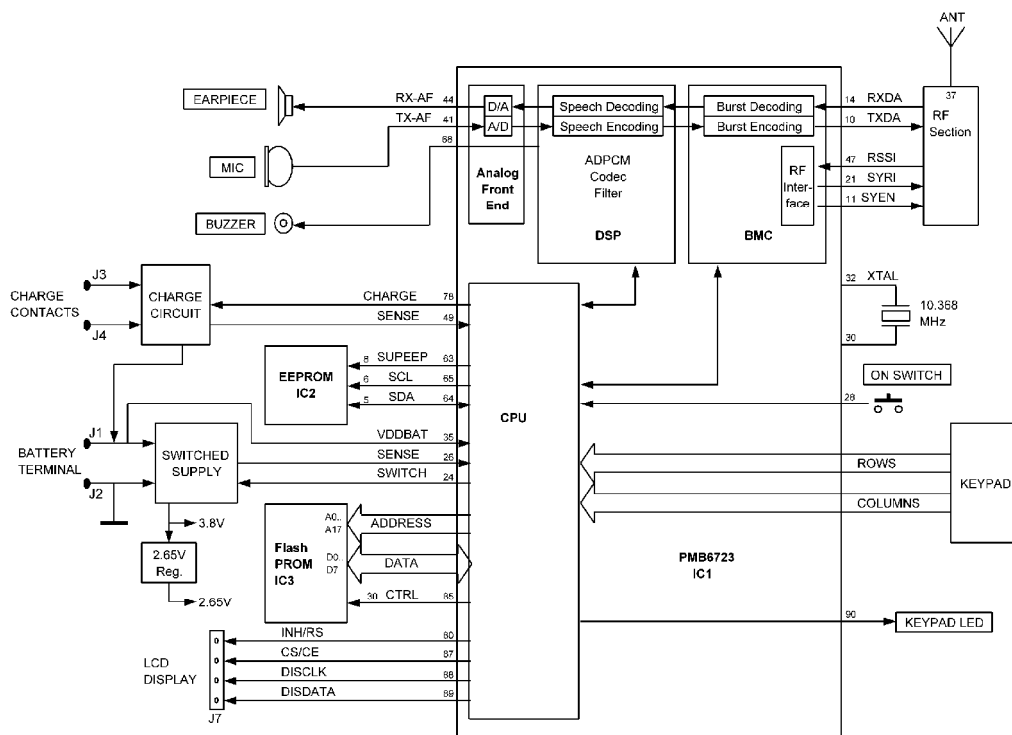 ANT
EARPIECE
RX-AF 44
TX-AF 41
68
MIC
BUZZER
D/A
A/D
Analog
Front
End
Speech Decoding
Speech Encoding
ADPCM
Codec
Filter
DSP
Burst Decoding
Burst Encoding
RF
Inter-
face
BMC
14 RXDA
10 TXDA
47 RSSI
21 SYRI
11 SYEN
37
RF
Section
CHARGE
CONTACTS
J3
J4
CHARGE
CIRCUIT
CHARGE 78
SENSE 49
32 XTAL
10.368
MHz
30
EEPROM
IC2
8 SUPEEP 63
6 SCL 65
5 SDA 64
CPU
ON SWITCH
28
BATTERY
TERMINAL
J1
J2
SWITCHED
SUPPLY
VDDBAT 35
SENSE 26
SWITCH 24
ROWS
COLUMNS
KEYPAD
3.8V
2.65V
Reg.
2.65V
Flash
PROM
IC3
A0..
A17
D0..
D7
ADDRESS
DATA
30 CTRL 85
PMB6723
IC1
90
KEYPAD LED
LCD
DISPLAY
J7
INH/RS 60
CS/CE 87
DISCLK 88
DISDATA 89